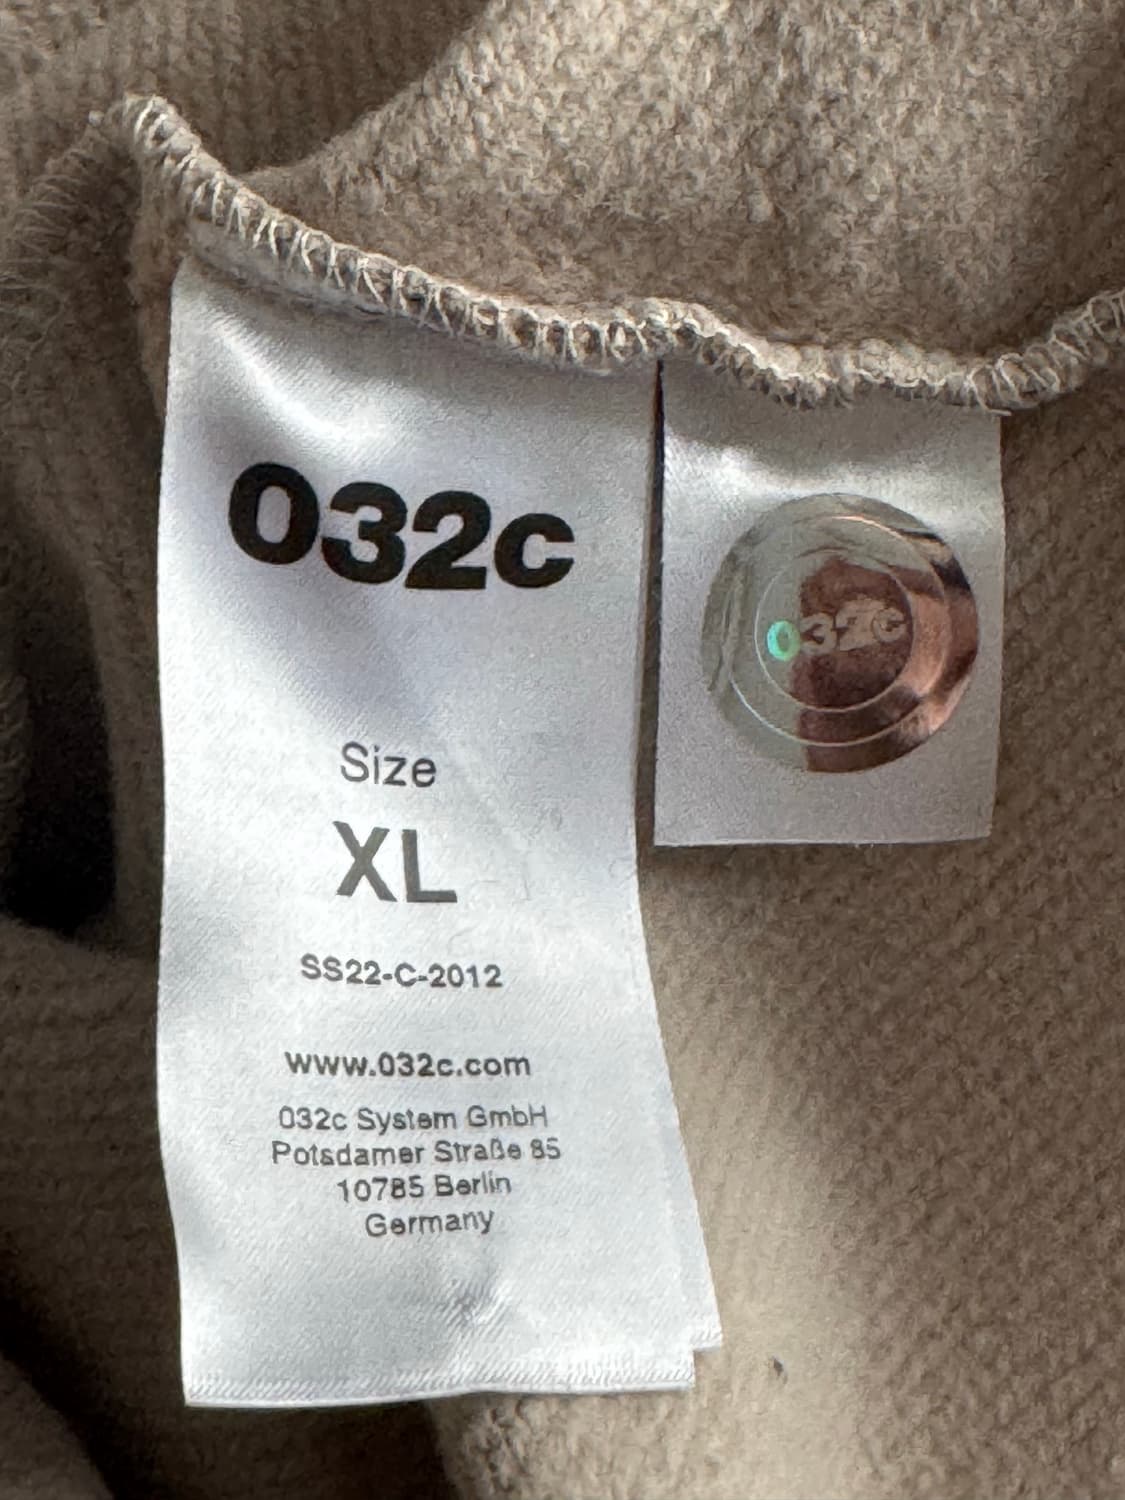 032c
Size
XL
SS22-C-2012
www.032c.com
032c System GmbH
Potsdamer Straße 85
10785 Berlin
Germany
032c